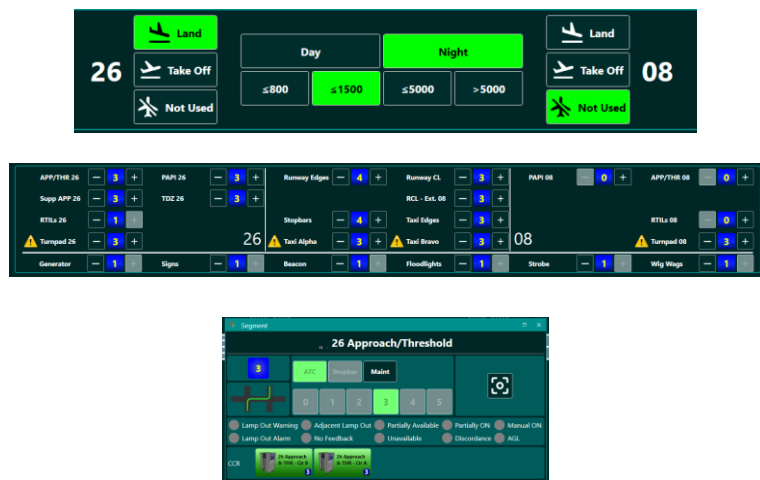 Land
Land
Day Night
26 Take Off Take Off 08
≤800 ≤1500 ≤5000 >5000
Not Used Not Used
APP/THR 26 − 3 + PAPI 26 − 3 + Runway Edges − 4 + Runway CL − 3 + PAPI 08 − 0 + APP/THR 08 − 0 +
Supp APP 26 − 3 + TDZ 26 − 3 + RCL - Ext. 08 − 3 +
RTILs 26 − 1 + Stopbars − 4 + Taxi Edges − 3 + RTILs 08 − 0 +
Turnpad 26 − 3 + 26 Taxi Alpha − 3 + Taxi Bravo − 3 + 08 Turnpad 08 − 3 +
Generator − 1 + Signs − 1 + Beacon − 1 + Floodlights − 1 + Strobe − 1 + Wig Wags − 1 +
Segment
26 Approach/Threshold
3 ATC Stopbar Maint
0 1 2 3 4 5
Lamp Out Warning Adjacent Lamp Out Partially Available Partially ON Manual ON
Lamp Out Alarm No Feedback Unavailable Discordance AGL
CCR
26 Approach & THR - Cir B 3
26 Approach & THR - Cir A 3